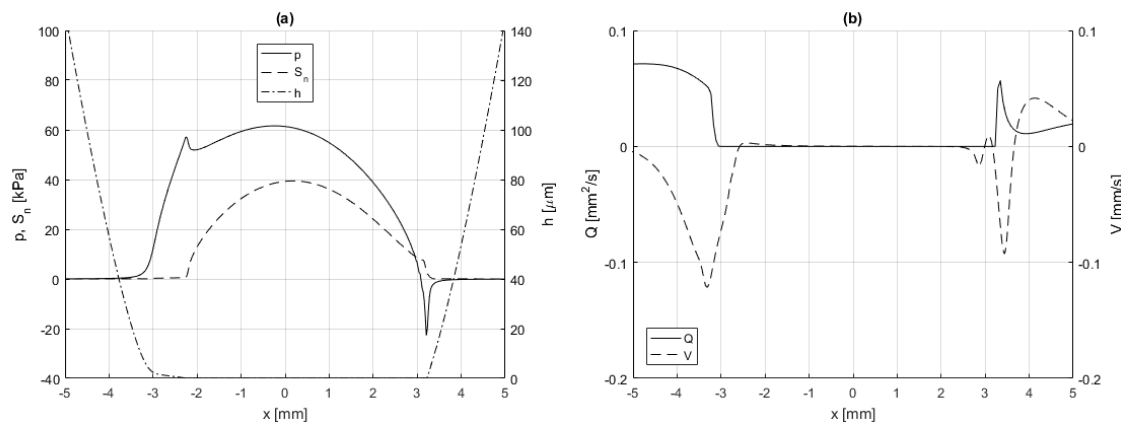 (a)
100
80
60
40
20
0
-20
-40
p, Sn [kPa]
140
120
100
80
60
40
20
0
h [μm]
p
Sn
h
-5 -4 -3 -2 -1 0 1 2 3 4 5
x [mm]
(b)
0.1
0
-0.1
-0.2
Q [mm²/s]
0.1
0
-0.1
-0.2
V [mm/s]
Q
V
-5 -4 -3 -2 -1 0 1 2 3 4 5
x [mm]